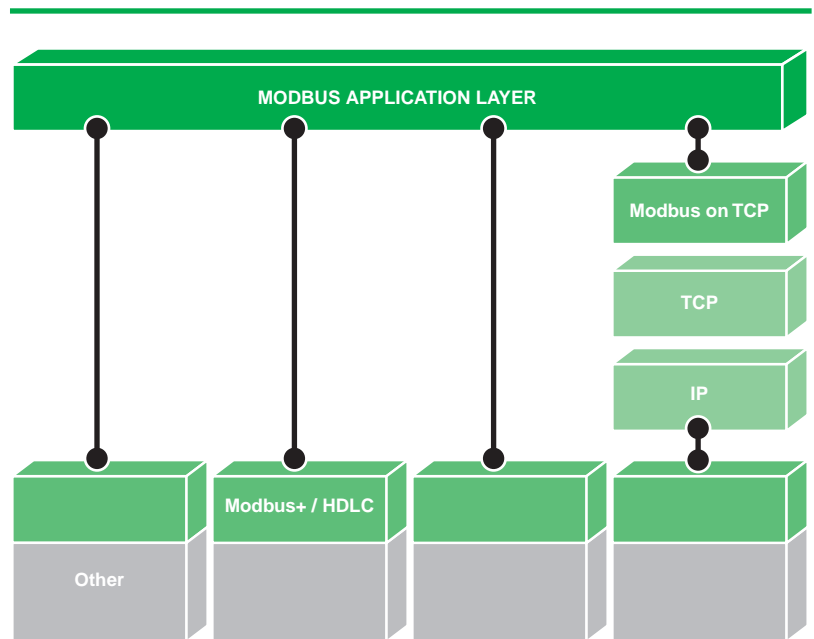 MODBUS APPLICATION LAYER
Modbus on TCP
TCP
IP
Modbus+ / HDLC
Other